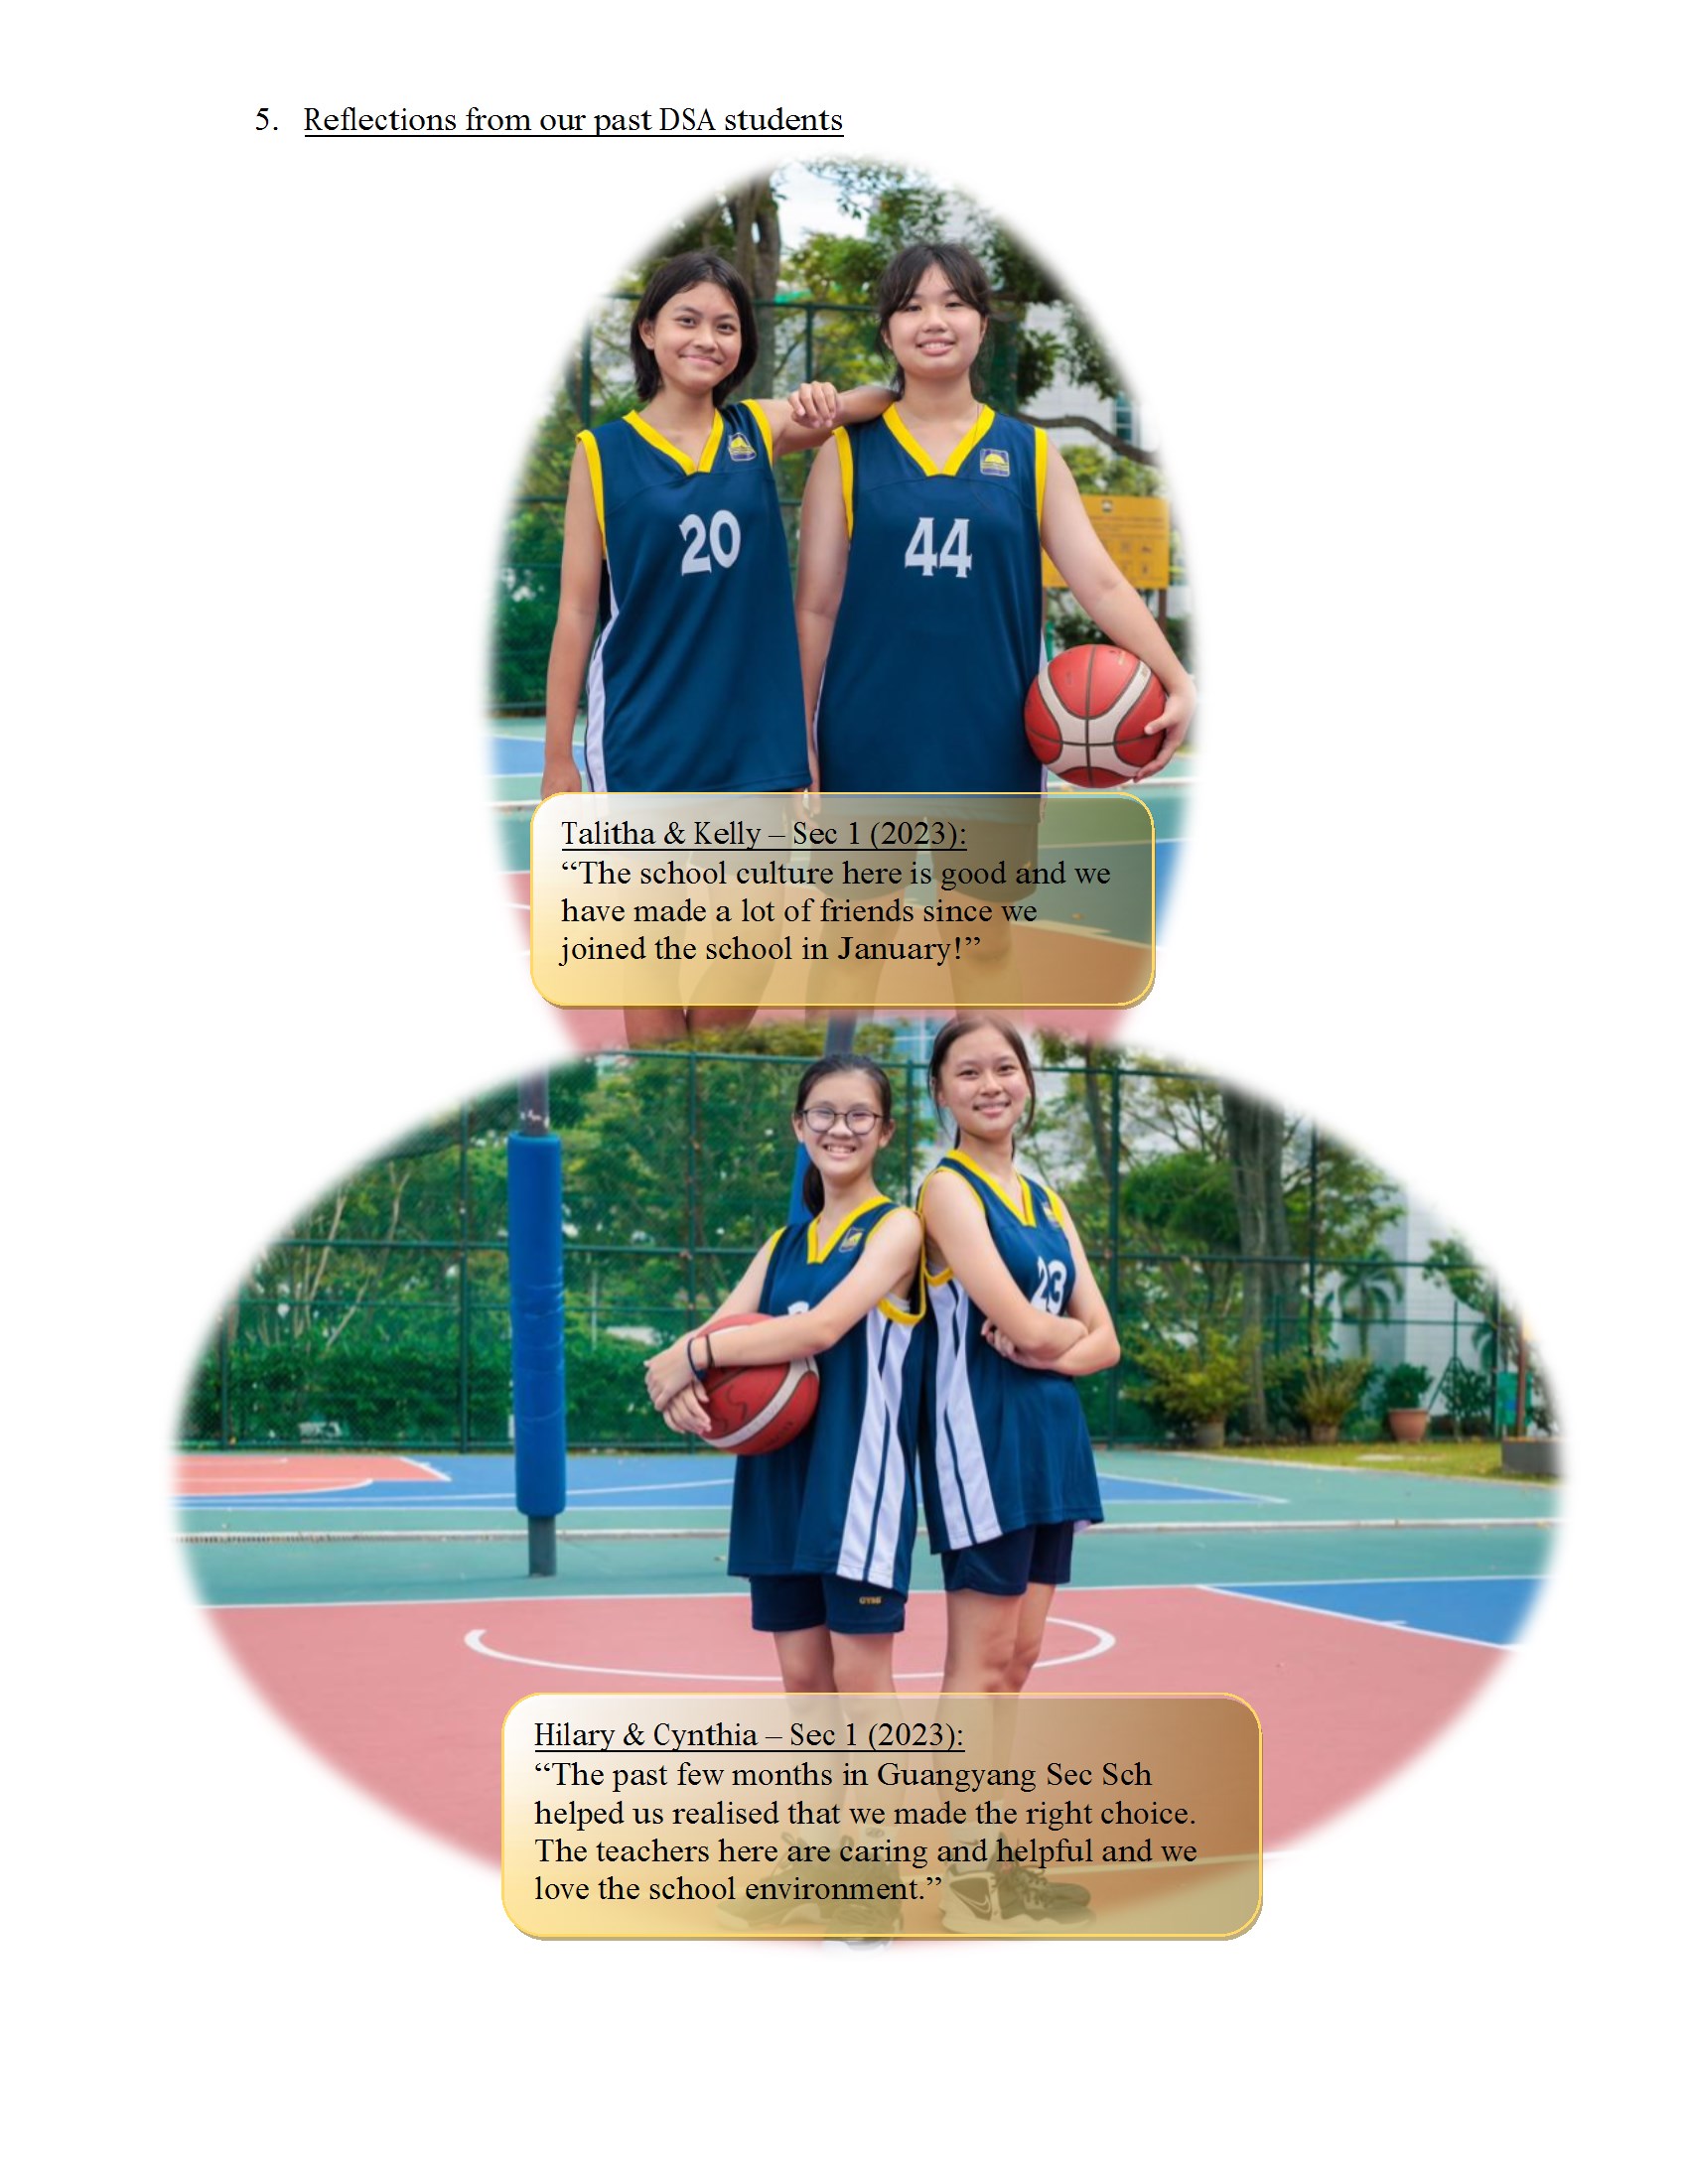 5. Reflections from our past DSA students
20
44
Talitha & Kelly – Sec 1 (2023):
“The school culture here is good and we
have made a lot of friends since we
joined the school in January!”
23
GYSS
Hilary & Cynthia – Sec 1 (2023):
“The past few months in Guangyang Sec Sch
helped us realised that we made the right choice.
The teachers here are caring and helpful and we
love the school environment.”